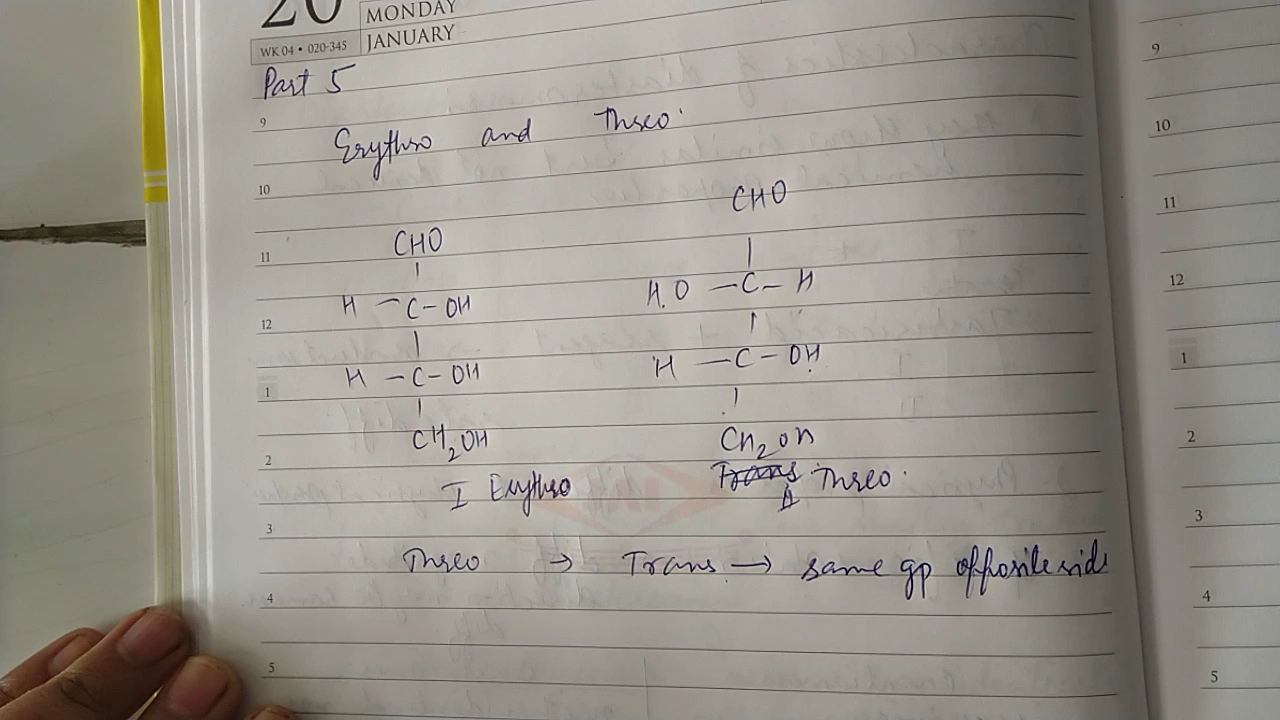 20 MONDAY
WK 04 • 020-345 JANUARY
Part 5
9
Erythro and Threo
10
CHO CHO
11
H - C - OH H.O - C - H
12
H - C - OH H - C - OH
1
CH2OH CH2OH
2
I Erythro Trans II Threo
3
Threo → Trans → same gp opposite side
4
5
9
10
11
12
1
2
3
4
5